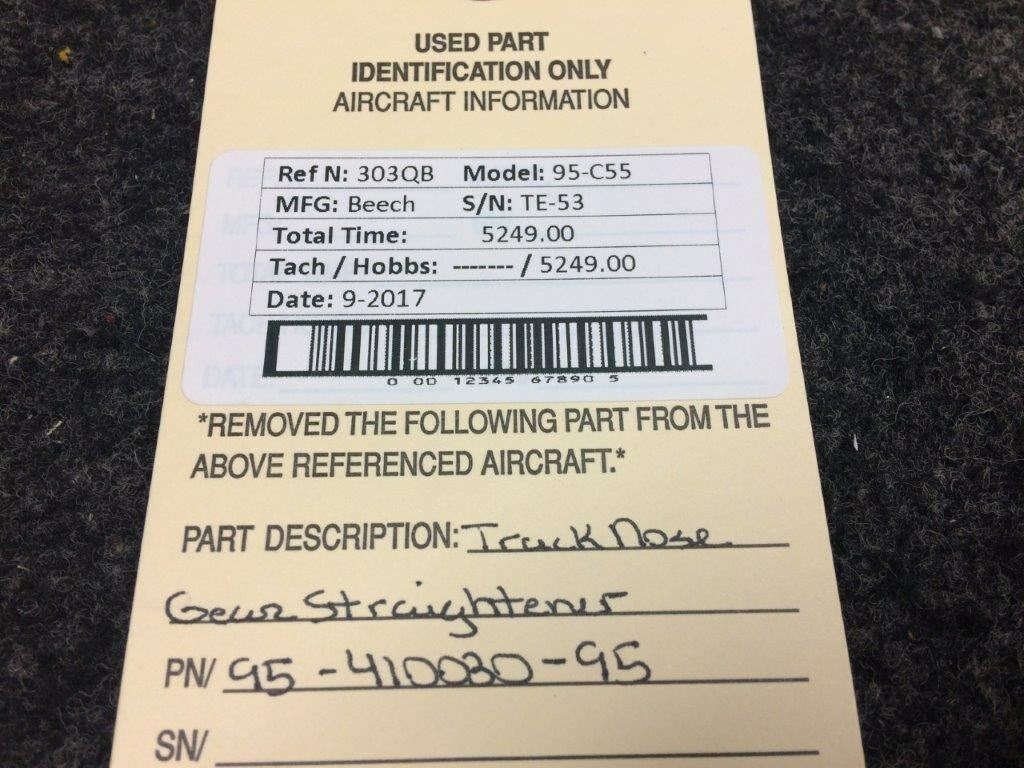 USED PART
IDENTIFICATION ONLY
AIRCRAFT INFORMATION
Ref N: 303QB Model: 95-C55
MFG: Beech S/N: TE-53
Total Time: 5249.00
Tach / Hobbs: ------- / 5249.00
Date: 9-2017
0 00 12345 67890 5
*REMOVED THE FOLLOWING PART FROM THE
ABOVE REFERENCED AIRCRAFT.*
PART DESCRIPTION: Track Nose
Gear Straightener
PN/ 95-410030-95
SN/